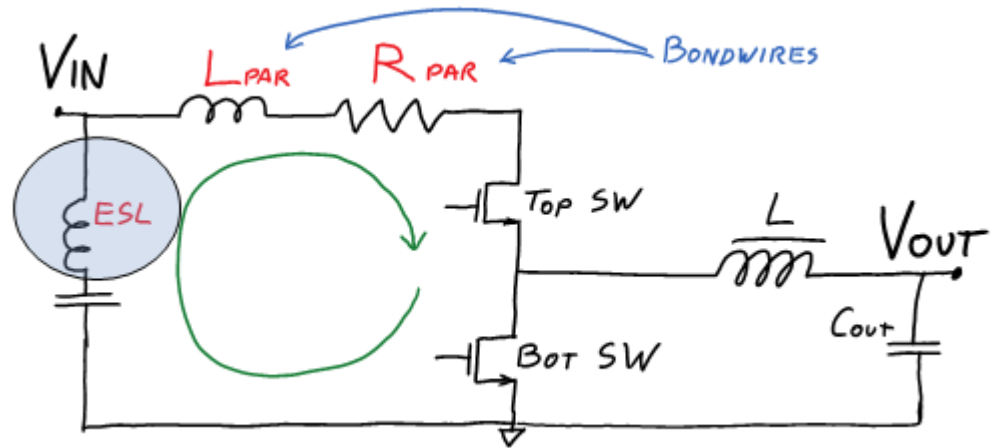 VIN
LPAR
RPAR
BONDWIRES
ESL
TOP SW
L
VOUT
COUT
BOT SW